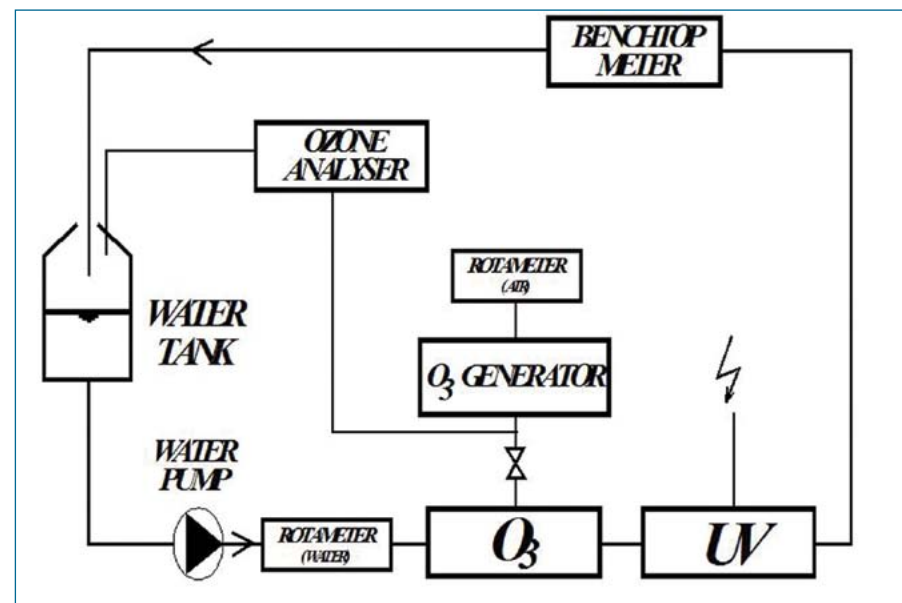 BENCHTOP
METER
OZONE
ANALYSER
ROTAMETER
(AIR)
WATER
TANK
O3 GENERATOR
WATER
PUMP
ROTAMETER
(WATER)
O3
UV